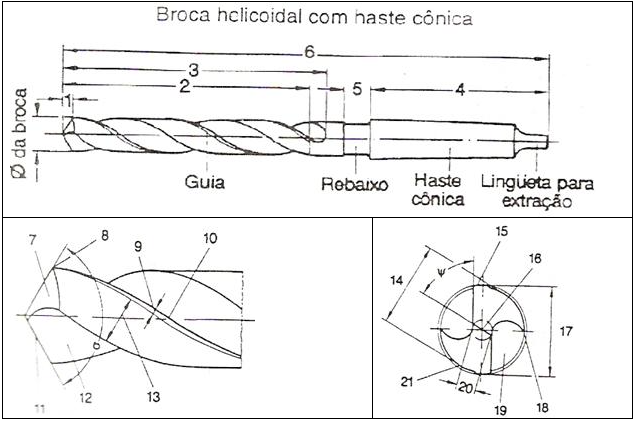 Broca helicoidal com haste cônica
6
3
2
5
4
1
Ø da broca
Guia
Rebaixo
Haste
cônica
Lingüeta para
extração
7
8
9
10
α
11
12
13
14
15
16
ψ
17
18
19
20
21